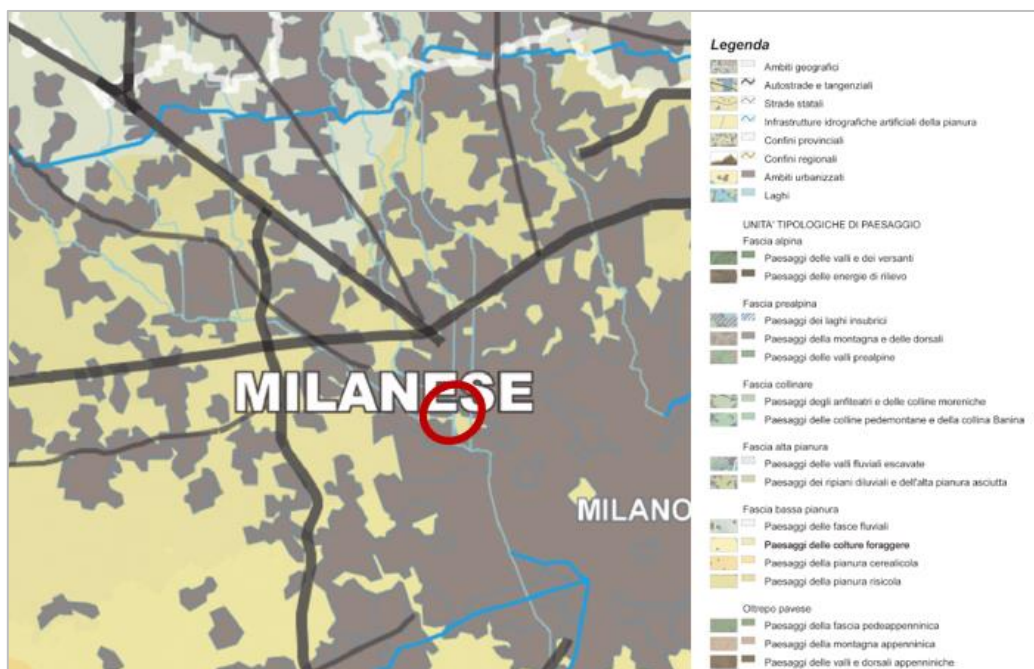 MILANESE
MILANO
Legenda
Ambiti geografici
Autostrade e tangenziali
Strade statali
Infrastrutture idrografiche artificiali della pianura
Confini provinciali
Confini regionali
Ambiti urbanizzati
Laghi
UNITA' TIPOLOGICHE DI PAESAGGIO
Fascia alpina
Paesaggi delle valli e dei versanti
Paesaggi delle energie di rilievo
Fascia prealpina
Paesaggi dei laghi insubrici
Paesaggi della montagna e delle dorsali
Paesaggi delle valli prealpine
Fascia collinare
Paesaggi degli anfiteatri e delle colline moreniche
Paesaggi delle colline pedemontane e della collina Banina
Fascia alta pianura
Paesaggi delle valli fluviali escavate
Paesaggi dei ripiani diluviali e dell'alta pianura asciutta
Fascia bassa pianura
Paesaggi delle fasce fluviali
Paesaggi delle colture foraggere
Paesaggi della pianura cerealicola
Paesaggi della pianura risicola
Oltrepo pavese
Paesaggi della fascia pedeappenninica
Paesaggi della montagna appenninica
Paesaggi delle valli e dorsali appenniniche